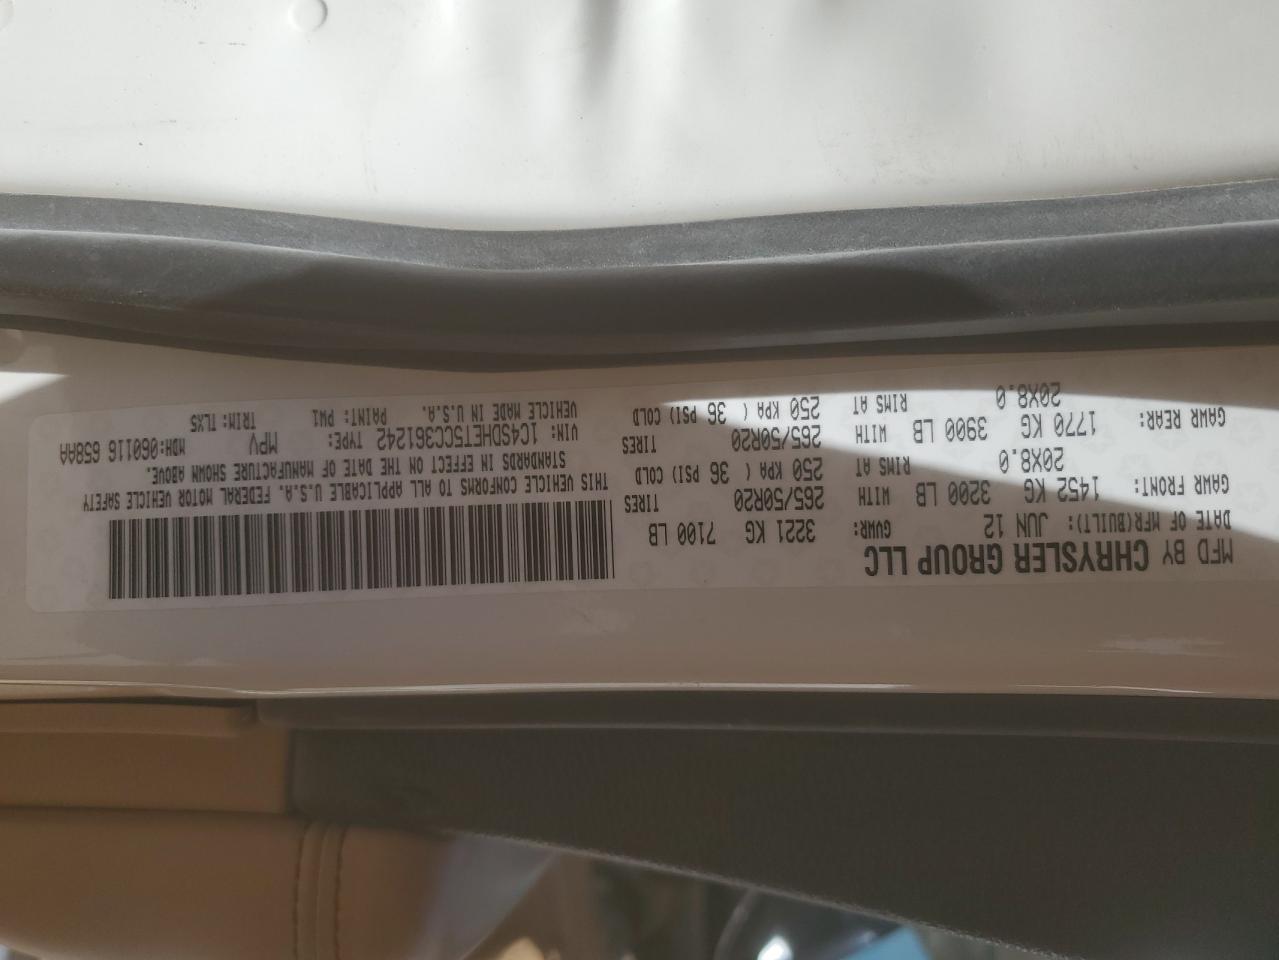 MFD BY CHRYSLER GROUP LLC
DATE OF MFR(BUILT): JUN 12 GVWR: 3221 KG 7100 LB
GAWR FRONT: 1452 KG 3200 LB WITH 265/50R20 TIRES
20X8.0 RIMS AT 250 KPA ( 36 PSI) COLD
GAWR REAR: 1770 KG 3900 LB WITH 265/50R20 TIRES
20X8.0 RIMS AT 250 KPA ( 36 PSI) COLD
THIS VEHICLE CONFORMS TO ALL APPLICABLE U.S.A. FEDERAL MOTOR VEHICLE SAFETY
STANDARDS IN EFFECT ON THE DATE OF MANUFACTURE SHOWN ABOVE.
VIN: 1C4SDHET5CC361242 TYPE: MPV MDH:060116 658AA
VEHICLE MADE IN U.S.A. PAINT: PW1 TRIM: TLX5